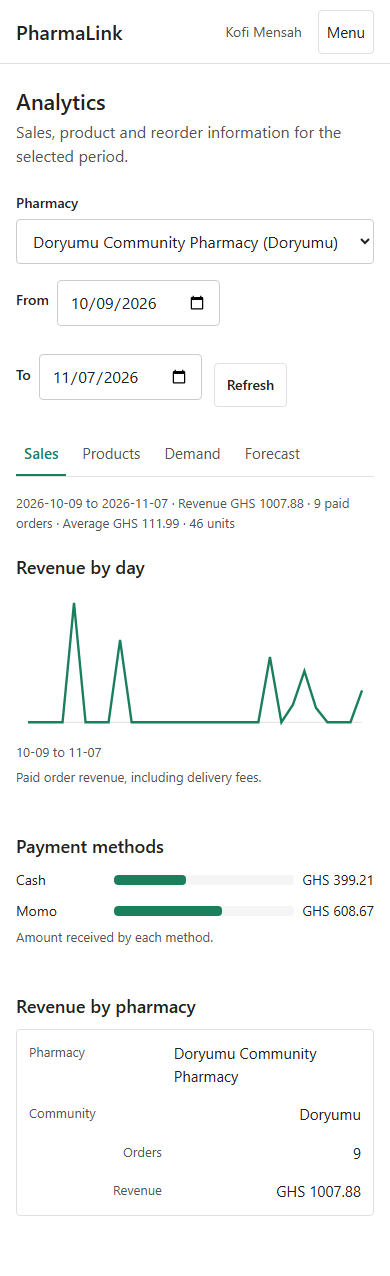 PharmaLink
Kofi Mensah
Menu
Analytics
Sales, product and reorder information for the
selected period.
Pharmacy
Doryumu Community Pharmacy (Doryumu)
From
10/09/2026
To
11/07/2026
Refresh
Sales
Products
Demand
Forecast
2026-10-09 to 2026-11-07 · Revenue GHS 1007.88 · 9 paid
orders · Average GHS 111.99 · 46 units
Revenue by day
10-09 to 11-07
Paid order revenue, including delivery fees.
Payment methods
Cash
GHS 399.21
Momo
GHS 608.67
Amount received by each method.
Revenue by pharmacy
Pharmacy
Doryumu Community
Pharmacy
Community
Doryumu
Orders
9
Revenue
GHS 1007.88